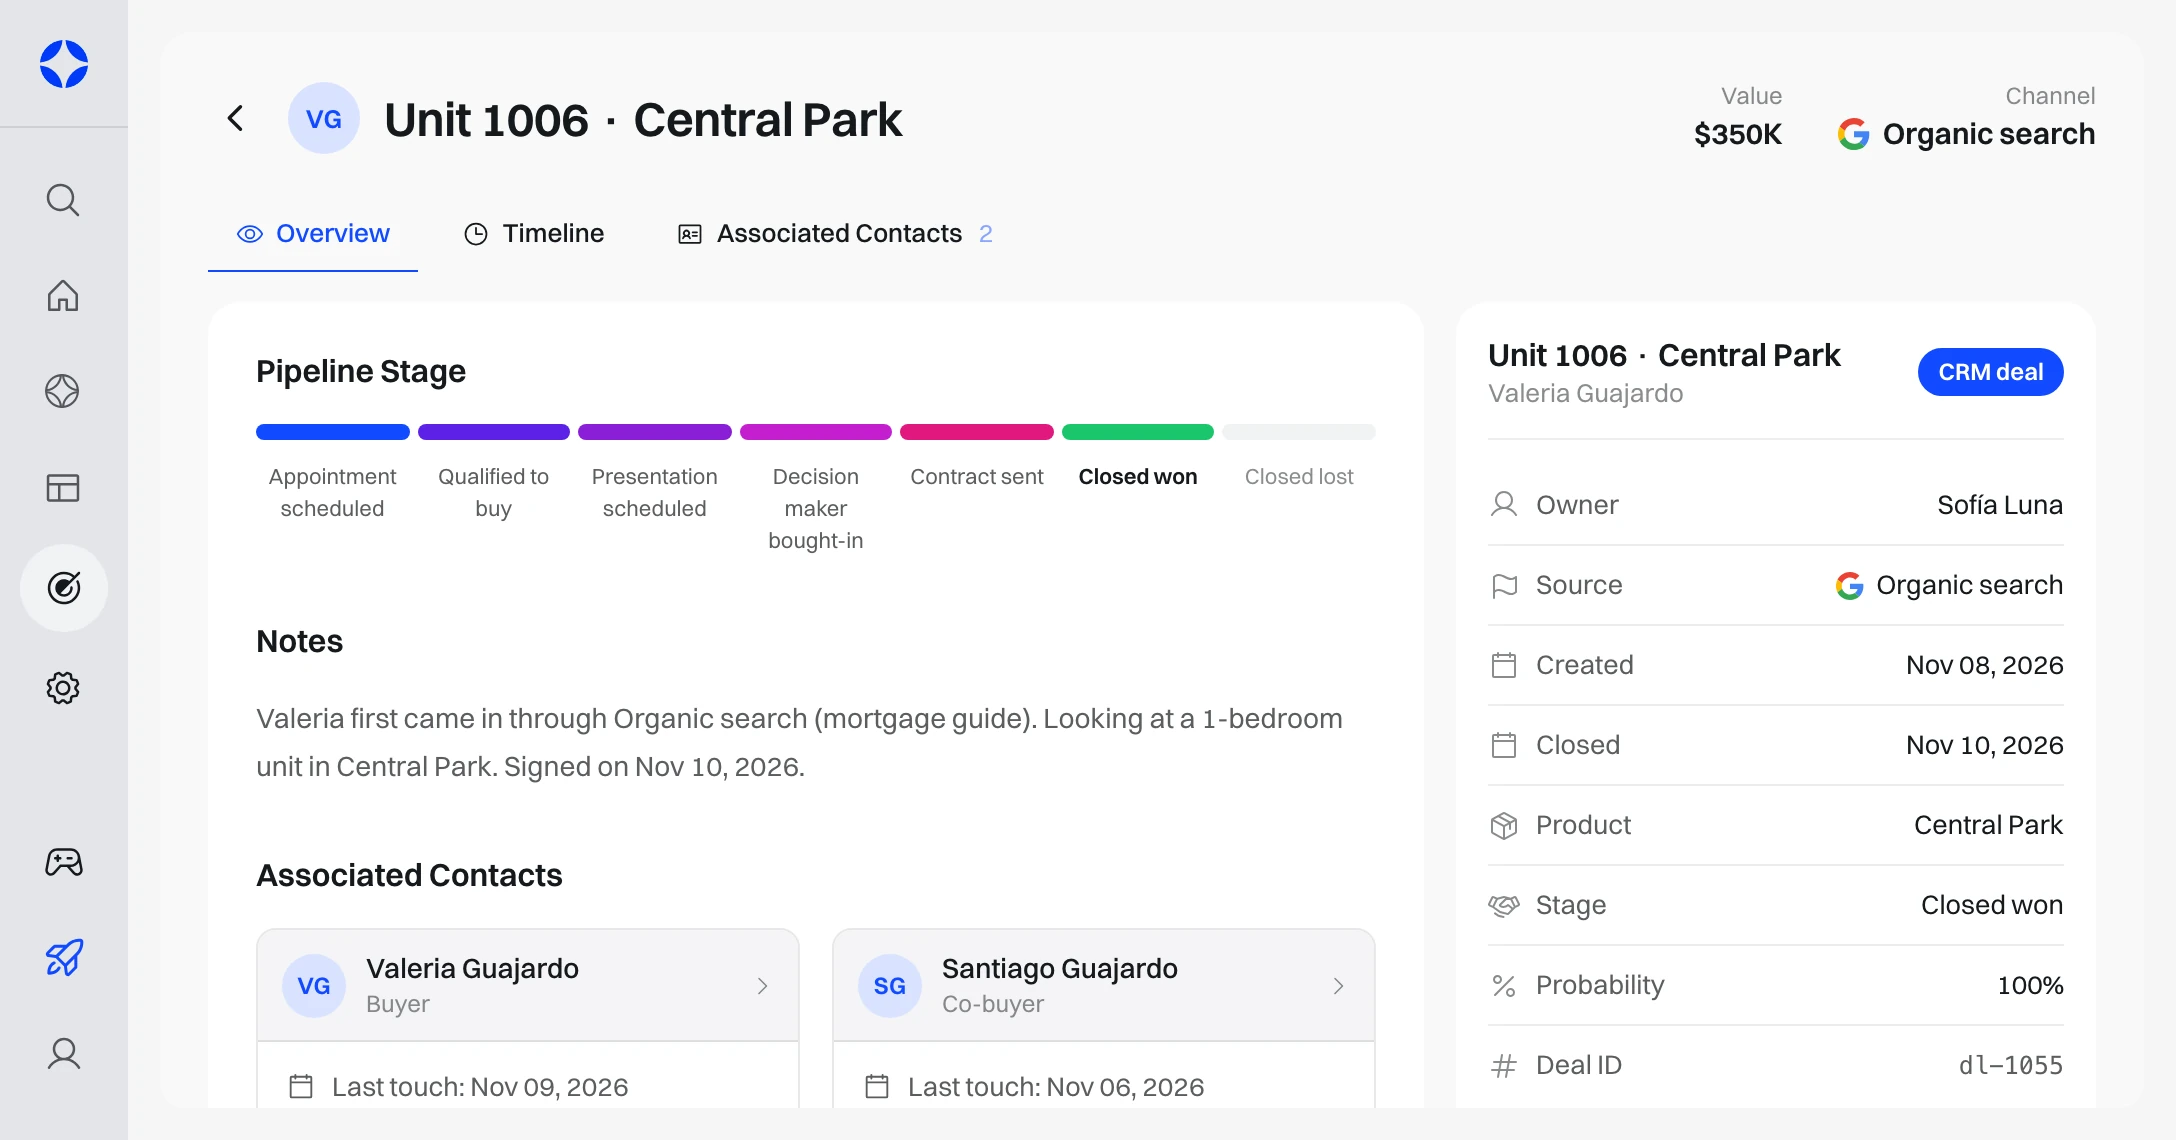 VG
Unit 1006 · Central Park
Value
$350K
Channel
Organic search
Overview
Timeline
Associated Contacts 2
Pipeline Stage
Appointment
scheduled
Qualified to
buy
Presentation
scheduled
Decision
maker
bought-in
Contract sent
Closed won
Closed lost
Notes
Valeria first came in through Organic search (mortgage guide). Looking at a 1-bedroom
unit in Central Park. Signed on Nov 10, 2026.
Associated Contacts
VG
Valeria Guajardo
Buyer
Last touch: Nov 09, 2026
SG
Santiago Guajardo
Co-buyer
Last touch: Nov 06, 2026
Unit 1006 · Central Park
Valeria Guajardo
CRM deal
Owner Sofía Luna
Source Organic search
Created Nov 08, 2026
Closed Nov 10, 2026
Product Central Park
Stage Closed won
Probability 100%
Deal ID dl-1055